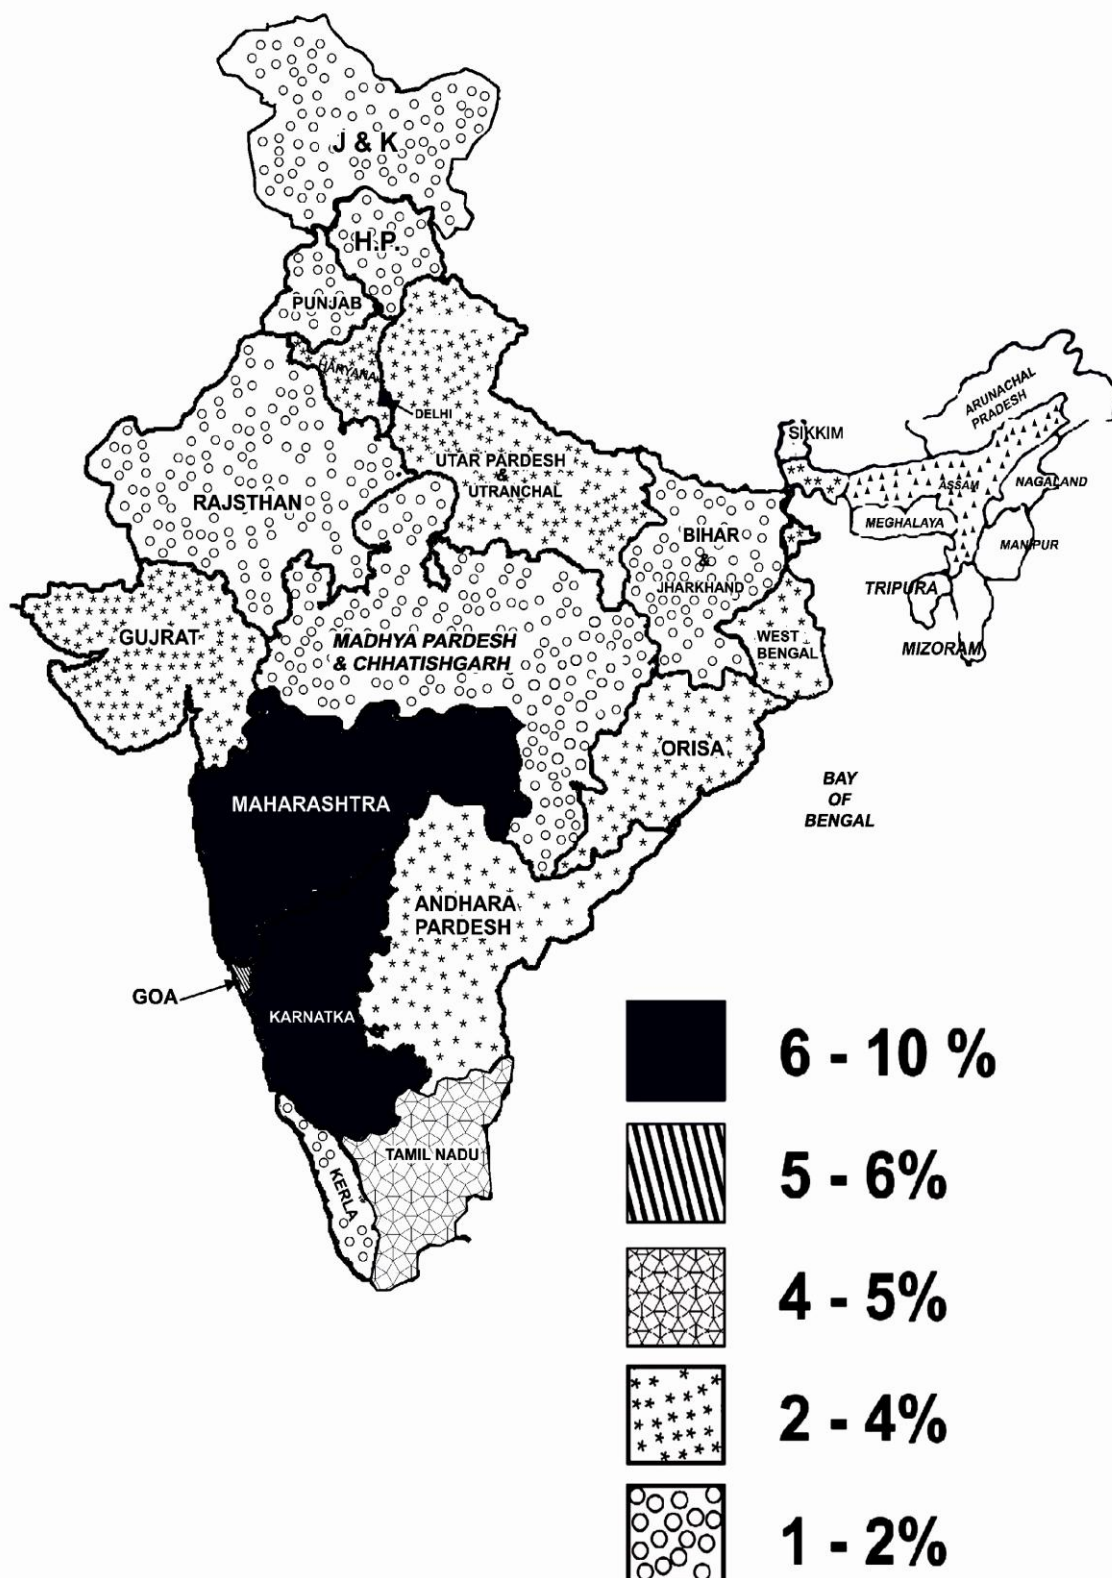 J & K
H.P.
PUNJAB
HARYANA
DELHI
UTAR PARDESH
&
UTRANCHAL
RAJSTHAN
SIKKIM
ARUNACHAL
PRADESH
ASSAM
NAGALAND
MEGHALAYA
MANIPUR
TRIPURA
MIZORAM
BIHAR
&
JHARKHAND
WEST
BENGAL
GUJRAT
MADHYA PARDESH
& CHHATISHGARH
ORISA
MAHARASHTRA
BAY
OF
BENGAL
ANDHARA
PARDESH
GOA
KARNATKA
TAMIL NADU
KERLA
6 - 10 %
5 - 6%
4 - 5%
2 - 4%
1 - 2%